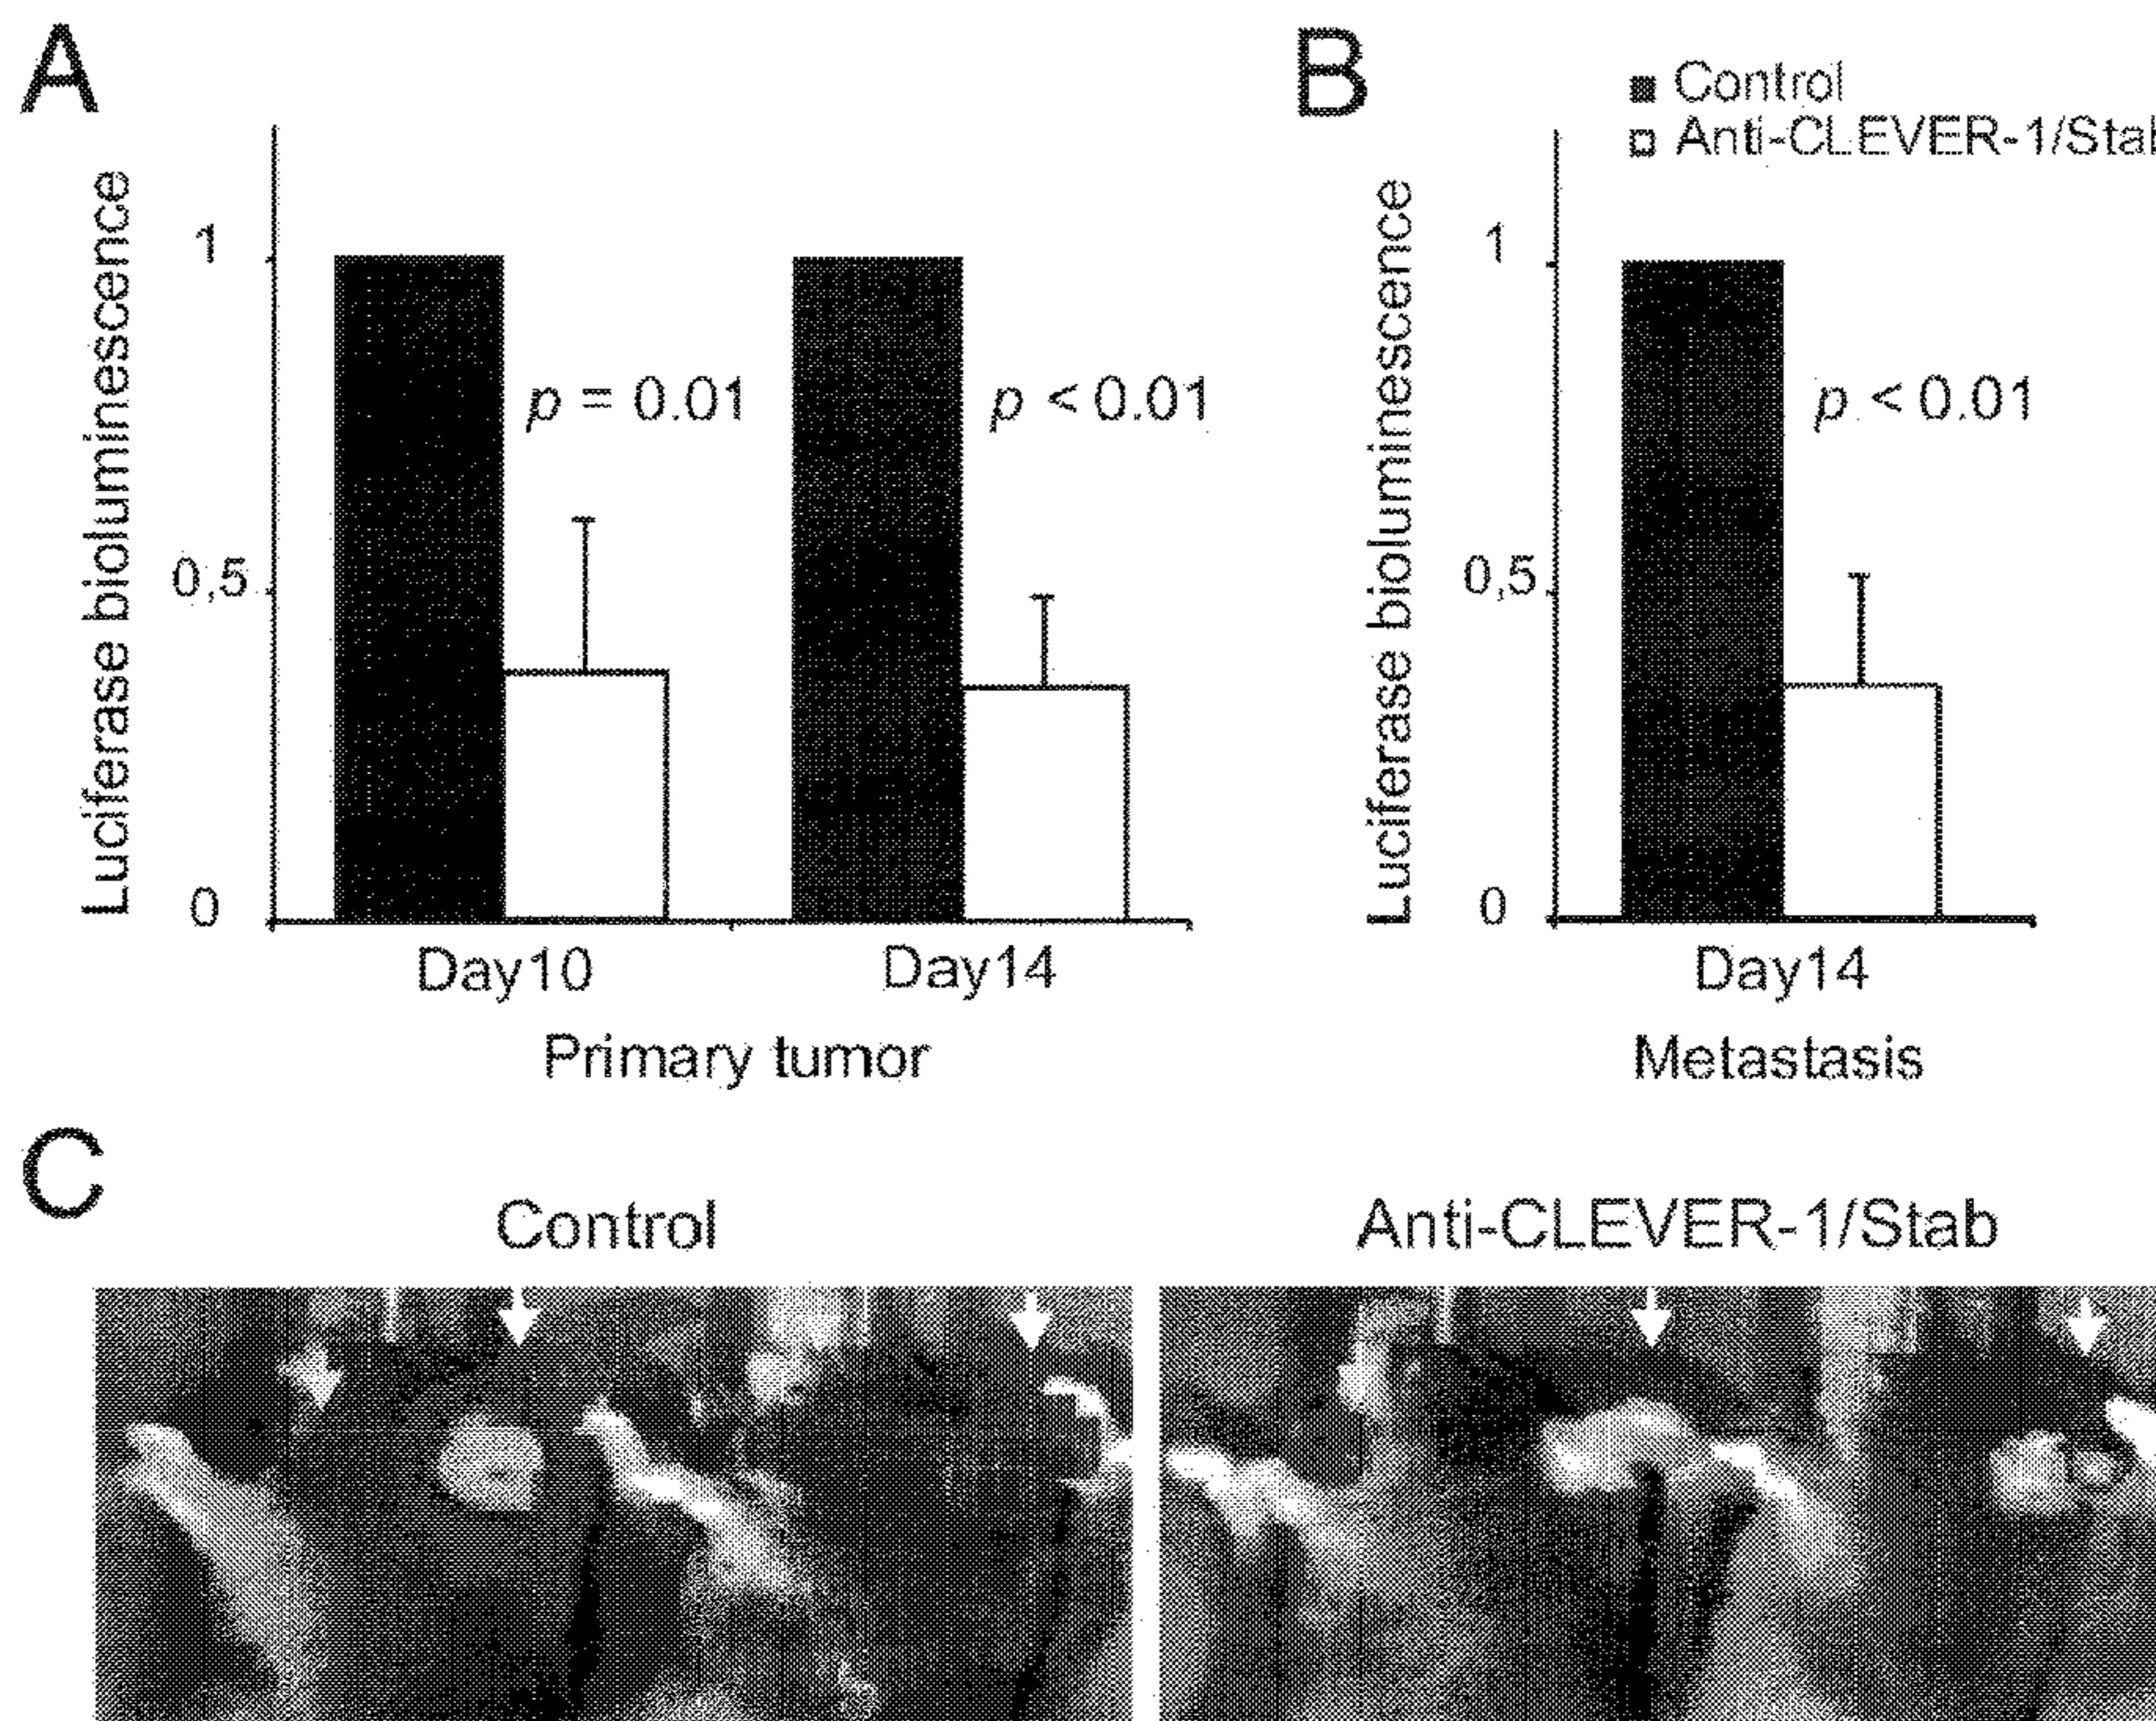 A
Luciferase bioluminescence
1
0,5
0
p = 0.01
p < 0.01
Day10
Day14
Primary tumor
B
Control
Anti-CLEVER-1/Stab
Luciferase bioluminescence
1
0,5
0
p < 0.01
Day14
Metastasis
C
Control
Anti-CLEVER-1/Stab